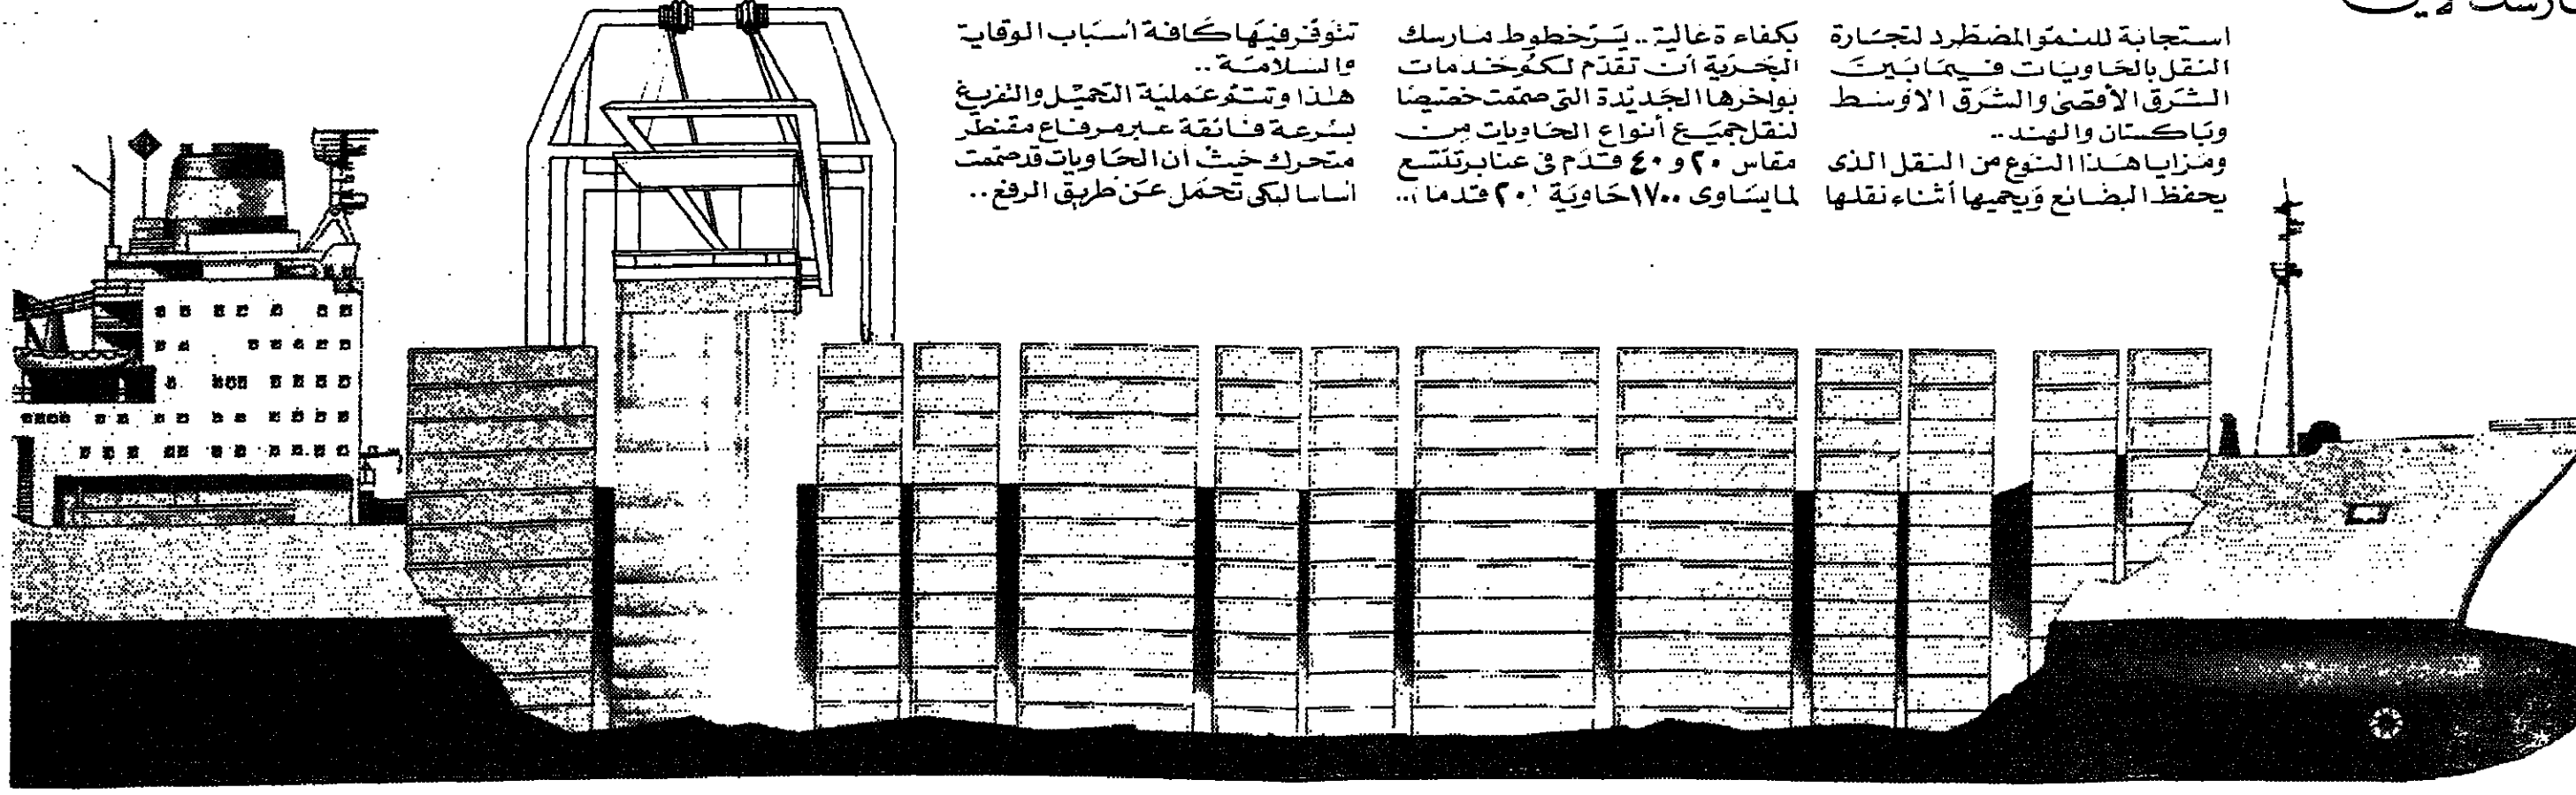 مارسك لاين
استجابة للنمو المضطرد لتجارة
النقل بالحاويات فيما بين
الشرق الأقصى والشرق الاوسط
وباكستان والهند..
ومزايا هذا النوع من النقل الذى
يحفظ البضائع ويحميها أثناء نقلها
بكفاءة عالية.. يسر خطوط مارسك
البحرية أن تقدم لكم خدمات
بواخرها الجديدة التى صممت خصيصا
لنقل جميع أنواع الحاويات من
مقاس ٢٠ و ٤٠ قدم فى عنابر تتسع
لما يساوى ١٧٠٠ حاوية (٢٠ قدما)..
تتوفر فيها كافة أسباب الوقاية
والسلامة..
هذا وتتم عملية التحميل والتفريغ
بسرعة فائقة عبر مرفاع مقنطر
متحرك حيث أن الحاويات قد صممت
اساسا لكى تحمل عن طريق الرفع..